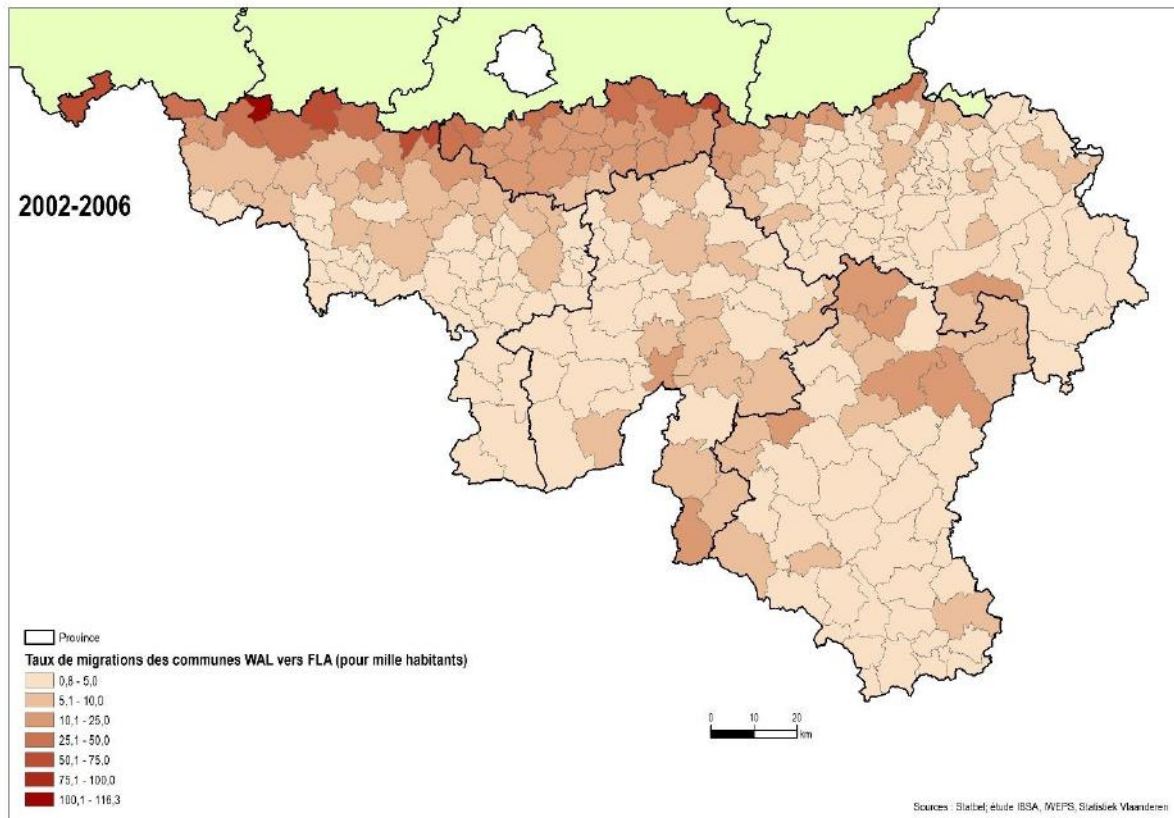 2002-2006
Province
Taux de migrations des communes WAL vers FLA (pour mille habitants)
0,8 - 5,0
5,1 - 10,0
10,1 - 25,0
25,1 - 50,0
50,1 - 75,0
75,1 - 100,0
100,1 - 116,3
0 10 20
km
Sources : Statbel; étude IBSA, IWEPS, Statistiek Vlaanderen